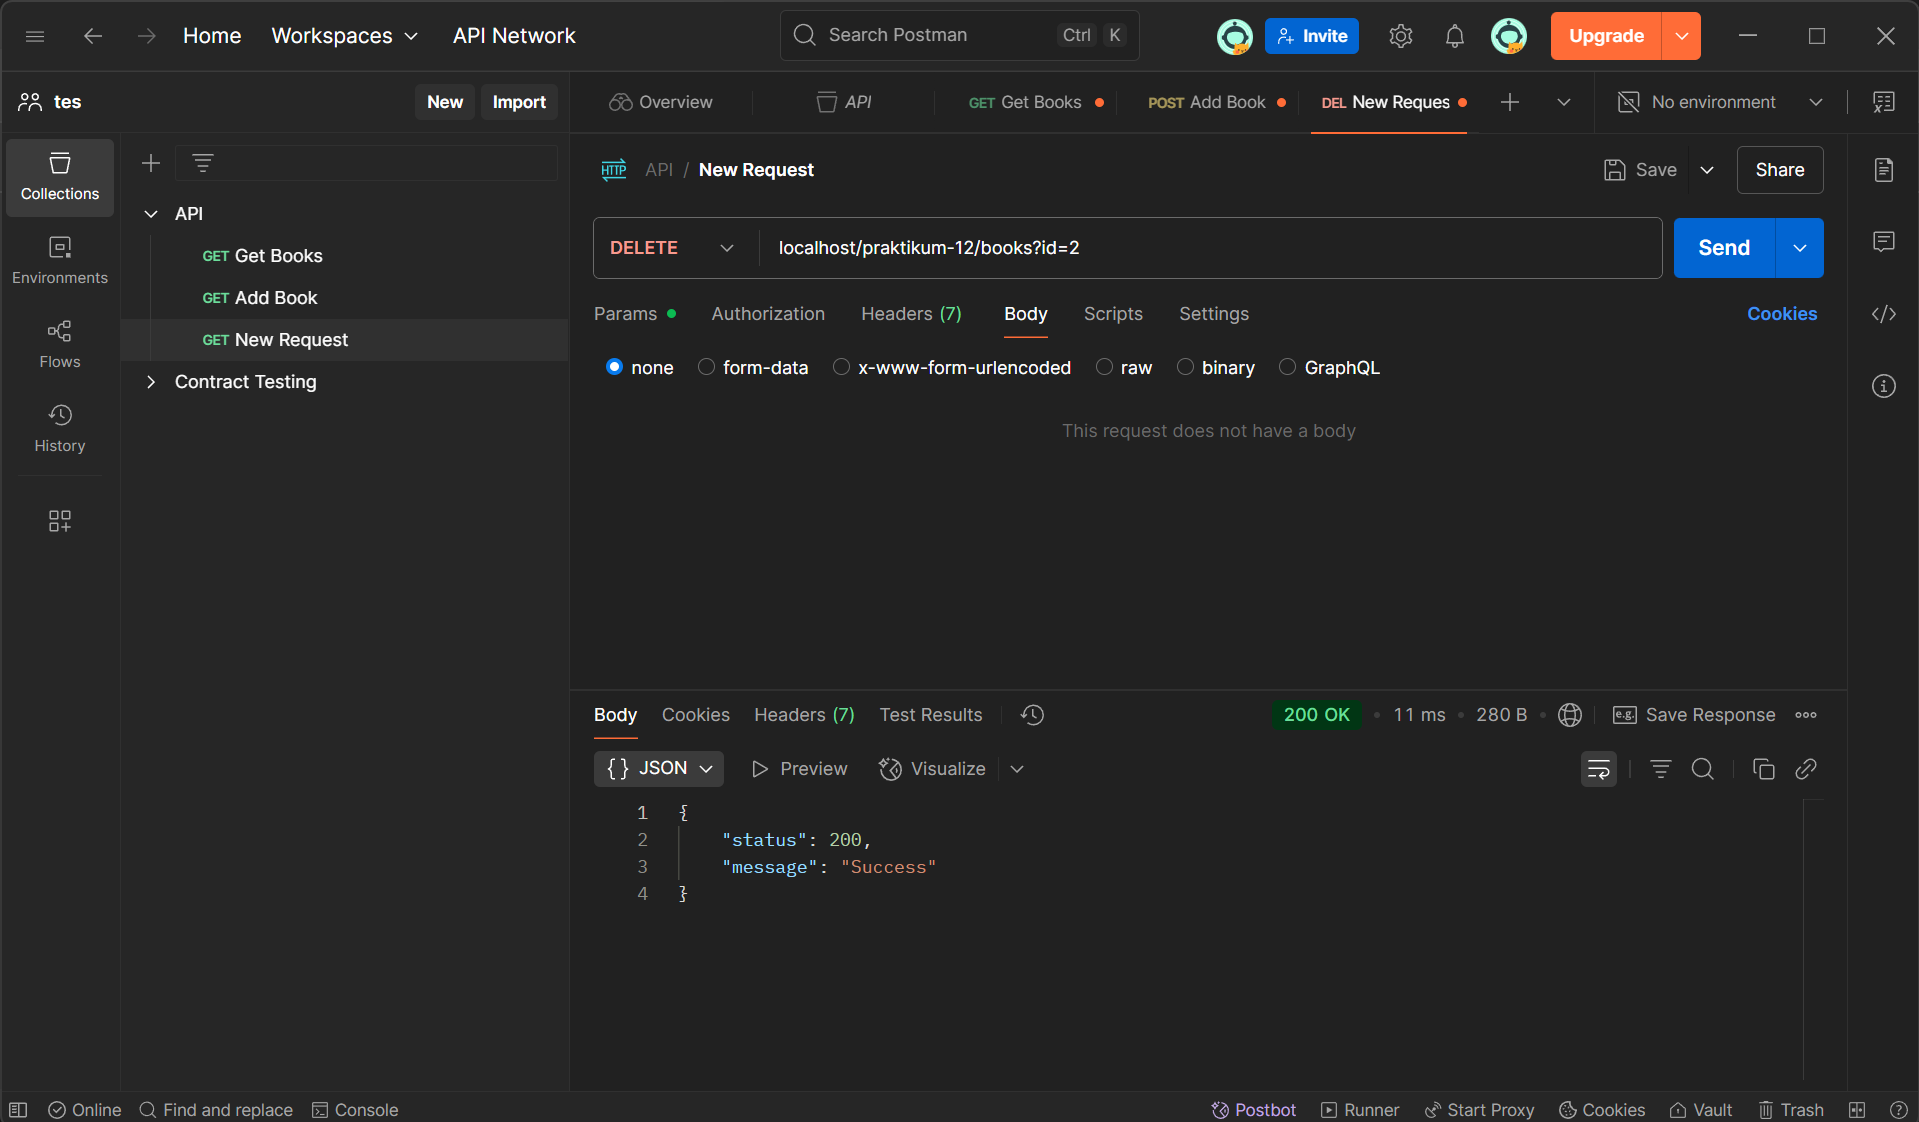 Home Workspaces API Network Search Postman Ctrl K Invite Upgrade
tes New Import
Overview API GET Get Books POST Add Book DEL New Reques No environment
Collections
Environments
Flows
History
API
GET Get Books
GET Add Book
GET New Request
Contract Testing
HTTP API / New Request Save Share
DELETE localhost/praktikum-12/books?id=2 Send
Params Authorization Headers (7) Body Scripts Settings Cookies
none form-data x-www-form-urlencoded raw binary GraphQL
This request does not have a body
Body Cookies Headers (7) Test Results 200 OK • 11 ms • 280 B • e.g. Save Response
{} JSON Preview Visualize
1 {
2 "status": 200,
3 "message": "Success"
4 }
Online Find and replace Console Postbot Runner Start Proxy Cookies Vault Trash